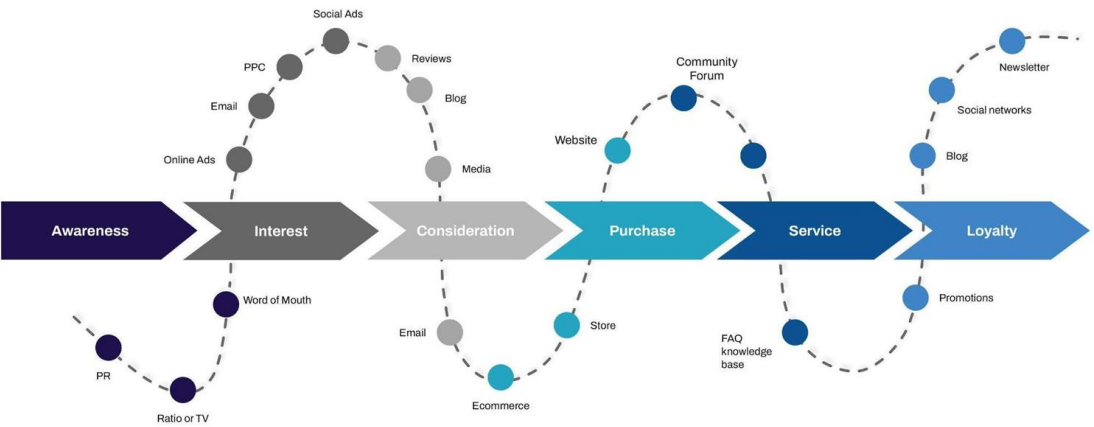 Social Ads
PPC
Reviews
Email
Blog
Online Ads
Media
Community
Forum
Website
Newsletter
Social networks
Blog
Awareness
Interest
Consideration
Purchase
Service
Loyalty
Word of Mouth
PR
Ratio or TV
Email
Store
Ecommerce
FAQ
knowledge
base
Promotions